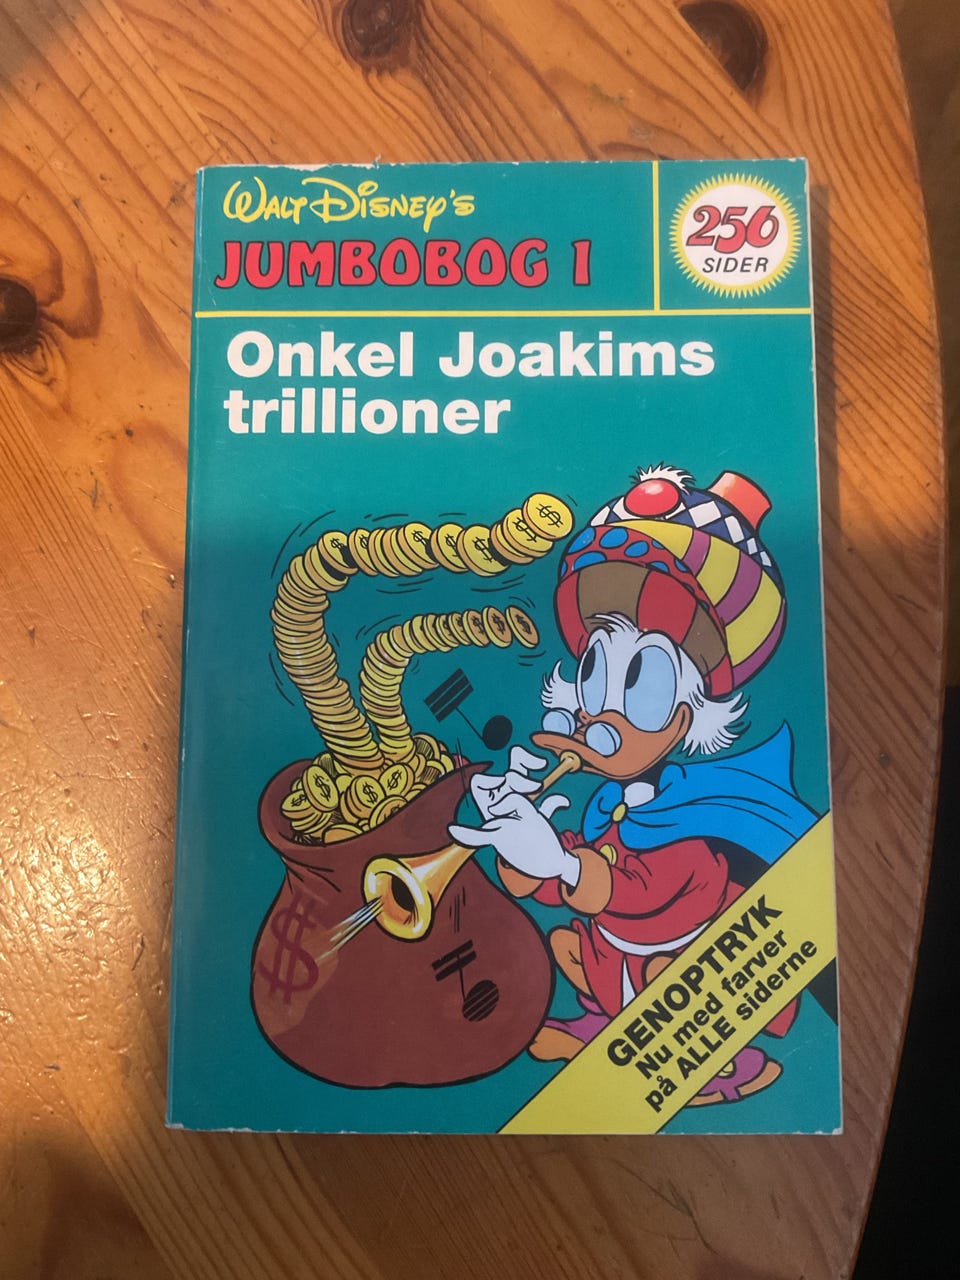 WALT DISNEY'S
JUMBOBOG 1
256
SIDER
Onkel Joakims
trillioner
GENOPTRYK
Nu med farver
på ALLE siderne